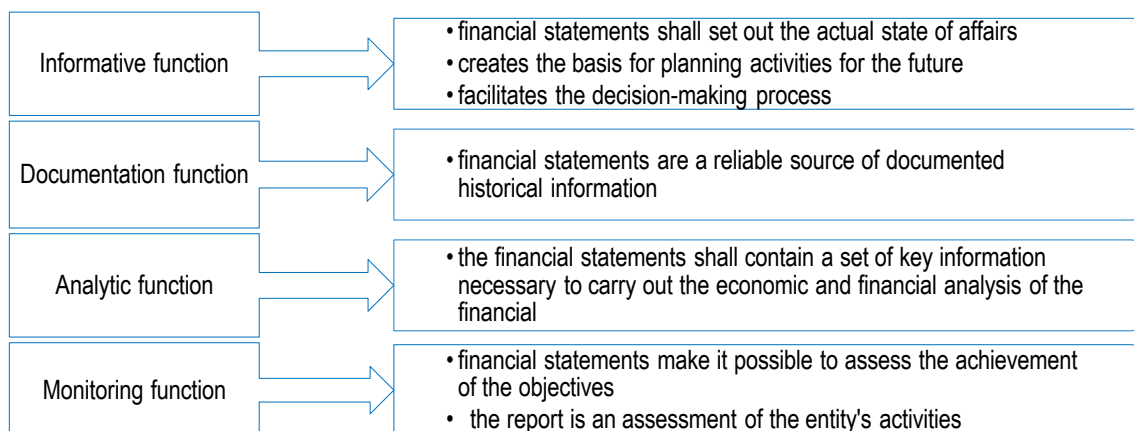 Informative function
• financial statements shall set out the actual state of affairs
• creates the basis for planning activities for the future
• facilitates the decision-making process
Documentation function
• financial statements are a reliable source of documented
historical information
Analytic function
• the financial statements shall contain a set of key information
necessary to carry out the economic and financial analysis of the
financial
Monitoring function
• financial statements make it possible to assess the achievement
of the objectives
• the report is an assessment of the entity's activities